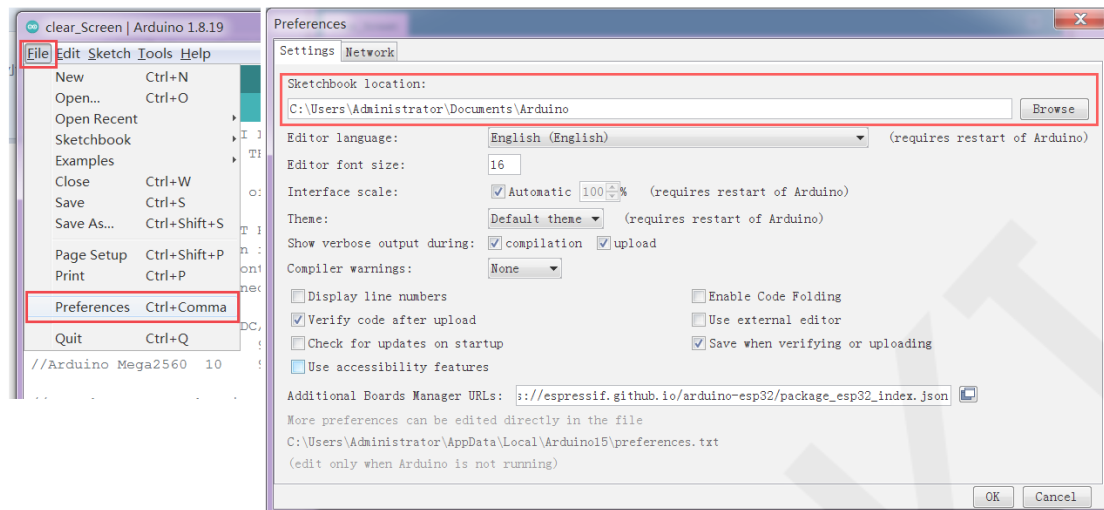 clear_Screen | Arduino 1.8.19
File Edit Sketch Tools Help
New Ctrl+N
Open... Ctrl+O
Open Recent
Sketchbook
Examples
Close Ctrl+W
Save Ctrl+S
Save As... Ctrl+Shift+S
Page Setup Ctrl+Shift+P
Print Ctrl+P
Preferences Ctrl+Comma
Quit Ctrl+Q
//Arduino Mega2560 10
Preferences
Settings Network
Sketchbook location:
C:\Users\Administrator\Documents\Arduino Browse
Editor language: English (English) (requires restart of Arduino)
Editor font size: 16
Interface scale: Automatic 100 % (requires restart of Arduino)
Theme: Default theme (requires restart of Arduino)
Show verbose output during: compilation upload
Compiler warnings: None
Display line numbers Enable Code Folding
Verify code after upload Use external editor
Check for updates on startup Save when verifying or uploading
Use accessibility features
Additional Boards Manager URLs: s://espressif.github.io/arduino-esp32/package_esp32_index.json
More preferences can be edited directly in the file
C:\Users\Administrator\AppData\Local\Arduino15\preferences.txt
(edit only when Arduino is not running)
OK Cancel